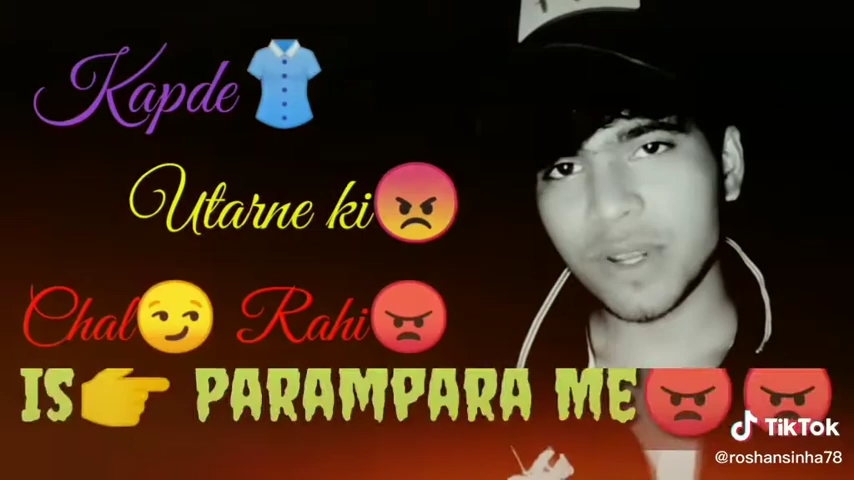 Kapde👚
Utarne ki😡
Chal😏 Rahi😡
IS👉 PARAMPARA ME😡😡
TikTok
@roshansinha78